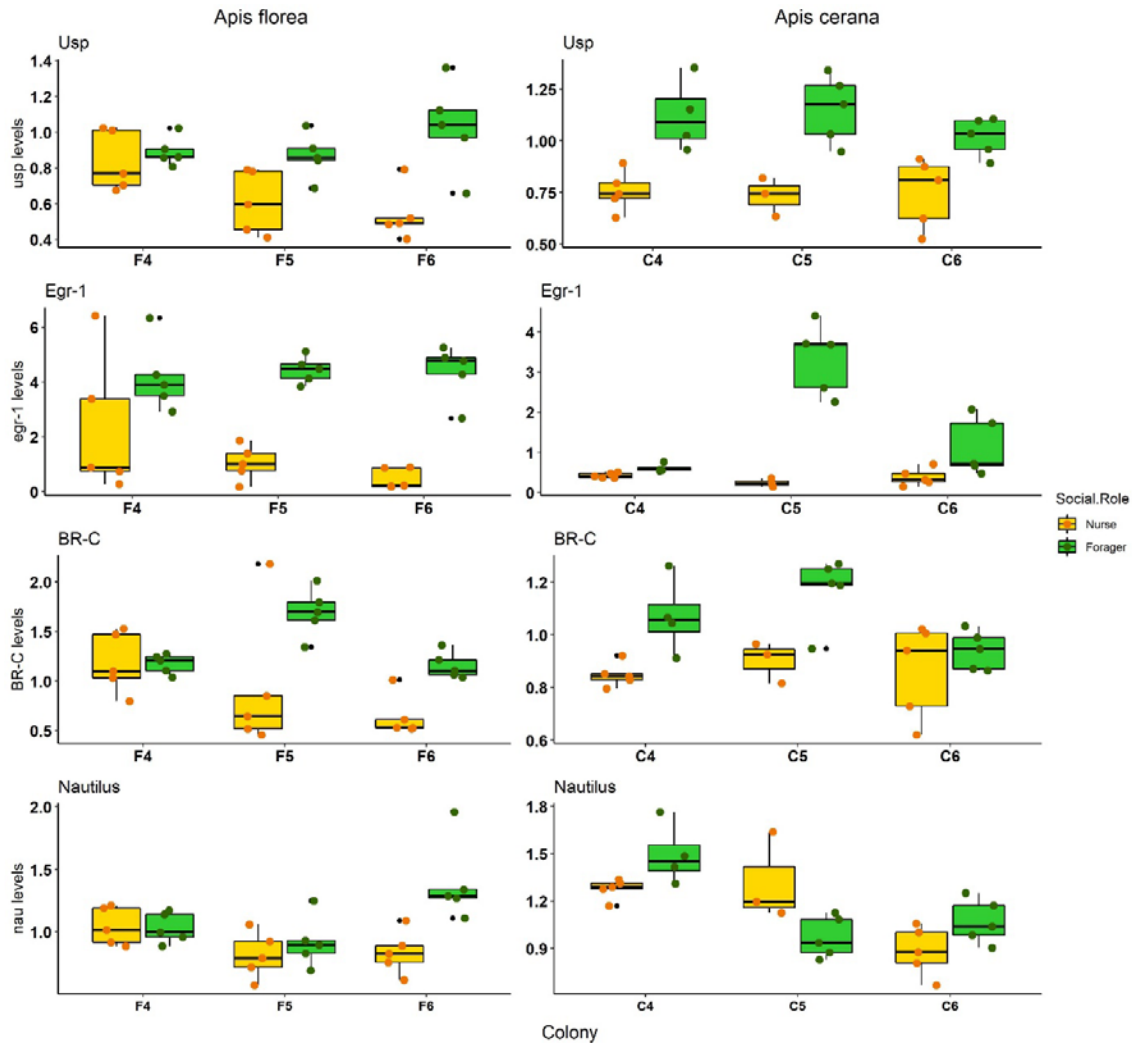 Apis florea
Apis cerana
Usp
Usp
usp levels
1.4
1.2
1.0
0.8
0.6
0.4
F4 F5 F6
1.25
1.00
0.75
0.50
C4 C5 C6
Egr-1
Egr-1
egr-1 levels
6
4
2
0
F4 F5 F6
4
3
2
1
0
C4 C5 C6
Social.Role
Nurse
Forager
BR-C
BR-C
BR-C levels
2.0
1.5
1.0
0.5
F4 F5 F6
1.2
1.0
0.8
0.6
C4 C5 C6
Nautilus
Nautilus
nau levels
2.0
1.5
1.0
F4 F5 F6
1.8
1.5
1.2
0.9
C4 C5 C6
Colony